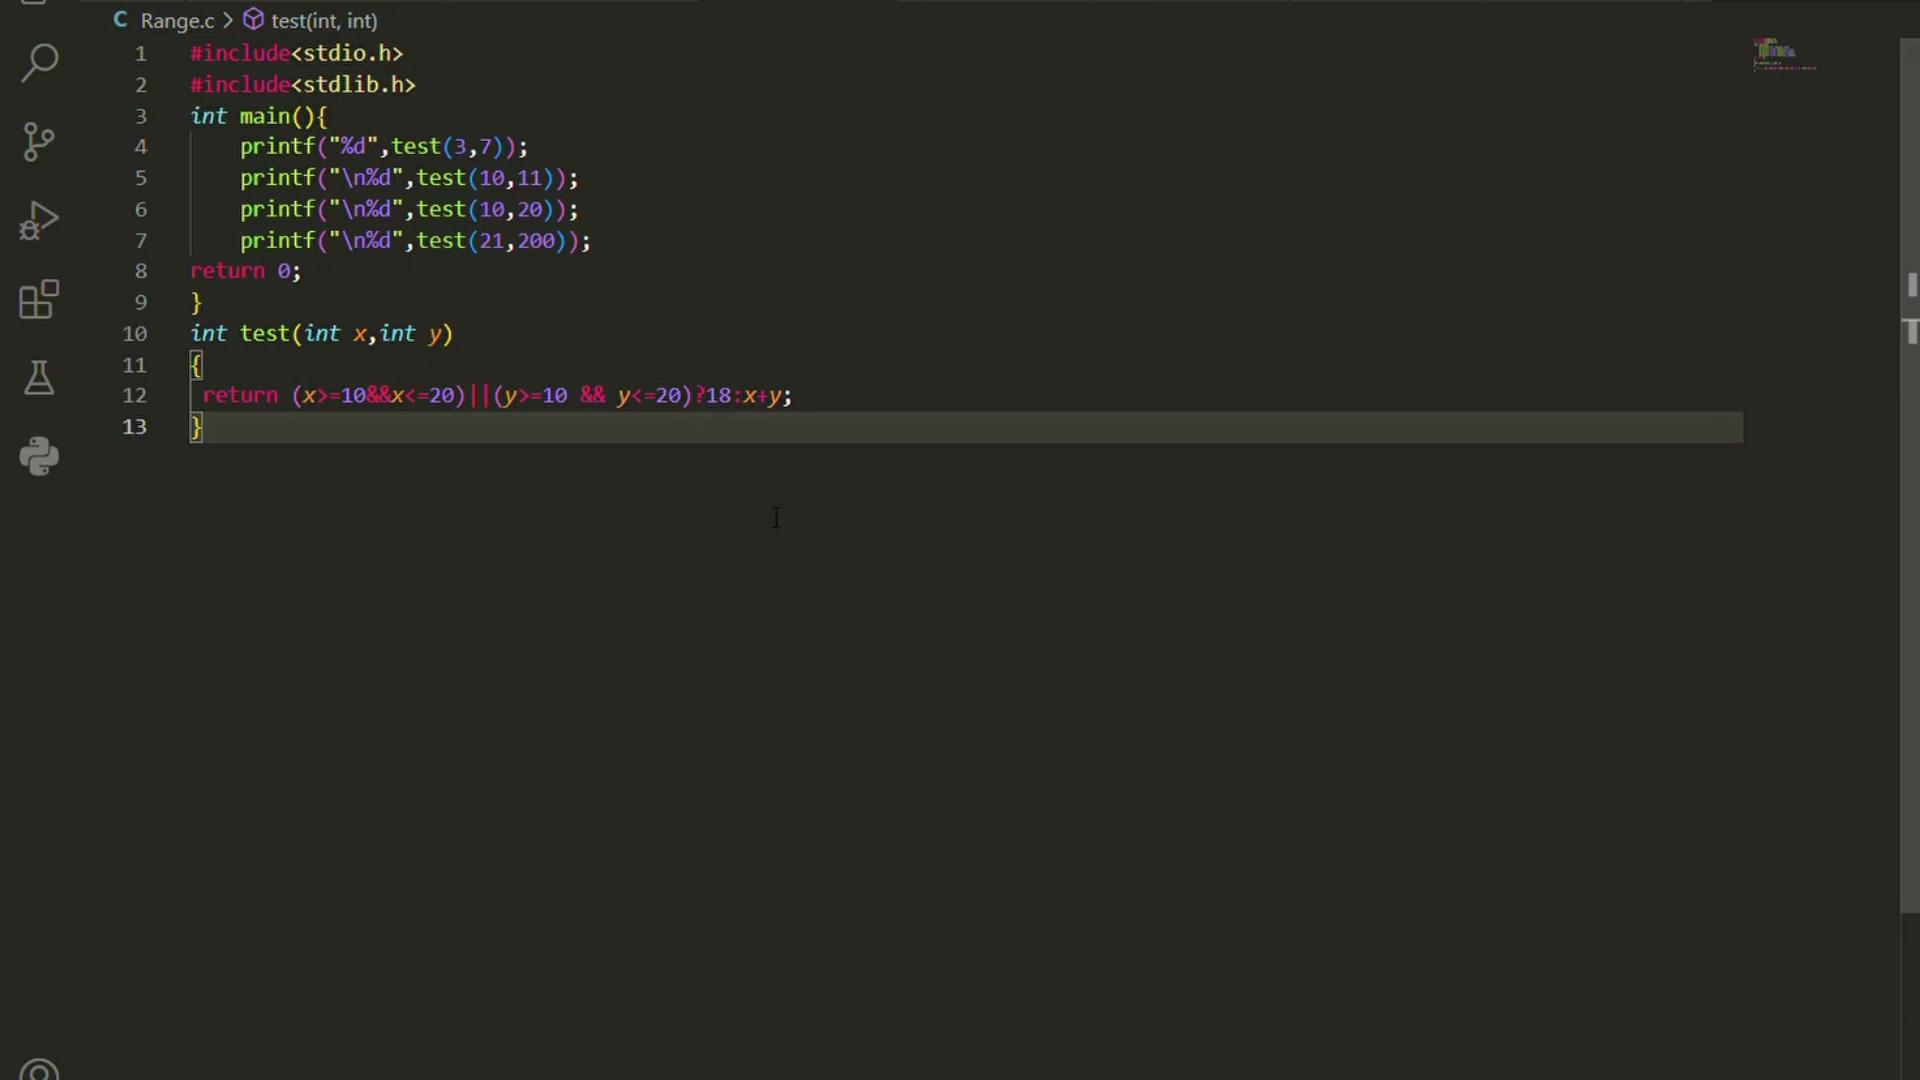 C Range.c > test(int, int)
1 #include<stdio.h>
2 #include<stdlib.h>
3 int main(){
4     printf("%d",test(3,7));
5     printf("\n%d",test(10,11));
6     printf("\n%d",test(10,20));
7     printf("\n%d",test(21,200));
8 return 0;
9 }
10 int test(int x,int y)
11 {
12  return (x>=10&&x<=20)||(y>=10 && y<=20)?18:x+y;
13 }